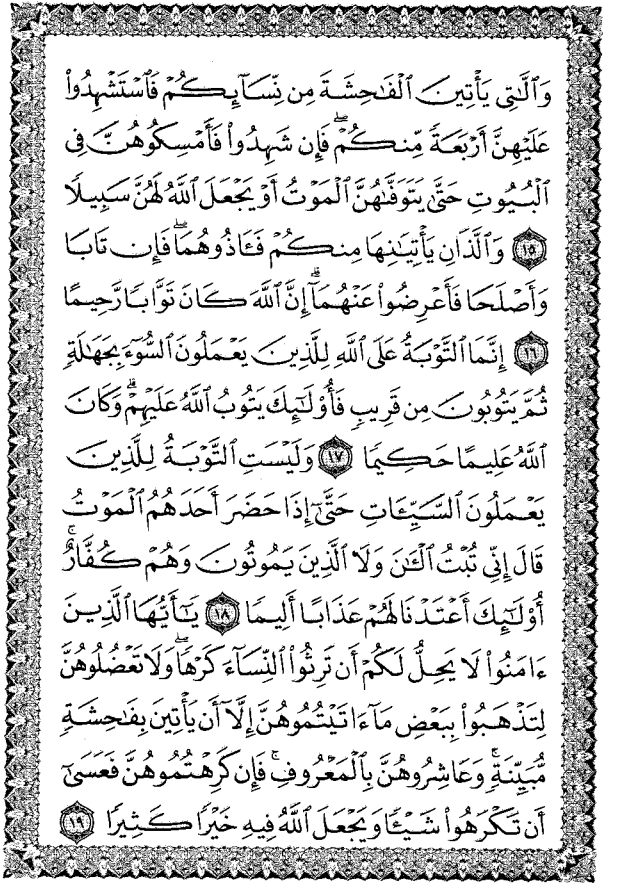 وَٱلَّٰتِى يَأۡتِينَ ٱلۡفَٰحِشَةَ مِن نِّسَآئِكُمۡ فَٱسۡتَشۡهِدُواْ
عَلَيۡهِنَّ أَرۡبَعَةٗ مِّنكُمۡۖ فَإِن شَهِدُواْ فَأَمۡسِكُوهُنَّ فِى
ٱلۡبُيُوتِ حَتَّىٰ يَتَوَفَّىٰهُنَّ ٱلۡمَوۡتُ أَوۡ يَجۡعَلَ ٱللَّهُ لَهُنَّ سَبِيلٗا
١٥ وَٱلَّذَانِ يَأۡتِيَٰنِهَا مِنكُمۡ فَـَٔاذُوهُمَاۖ فَإِن تَابَا
وَأَصۡلَحَا فَأَعۡرِضُواْ عَنۡهُمَآۗ إِنَّ ٱللَّهَ كَانَ تَوَّابٗا رَّحِيمًا
١٦ إِنَّمَا ٱلتَّوۡبَةُ عَلَى ٱللَّهِ لِلَّذِينَ يَعۡمَلُونَ ٱلسُّوٓءَ بِجَهَٰلَةٖ
ثُمَّ يَتُوبُونَ مِن قَرِيبٖ فَأُوْلَٰٓئِكَ يَتُوبُ ٱللَّهُ عَلَيۡهِمۡۗ وَكَانَ
ٱللَّهُ عَلِيمًا حَكِيمٗا ١٧ وَلَيۡسَتِ ٱلتَّوۡبَةُ لِلَّذِينَ
يَعۡمَلُونَ ٱلسَّيِّـَٔاتِ حَتَّىٰٓ إِذَا حَضَرَ أَحَدَهُمُ ٱلۡمَوۡتُ
قَالَ إِنِّى تُبۡتُ ٱلۡـَٰٔنَ وَلَا ٱلَّذِينَ يَمُوتُونَ وَهُمۡ كُفَّارٌۚ
أُوْلَٰٓئِكَ أَعۡتَدۡنَا لَهُمۡ عَذَابًا أَلِيمٗا ١٨ يَٰٓأَيُّهَا ٱلَّذِينَ
ءَامَنُواْ لَا يَحِلُّ لَكُمۡ أَن تَرِثُواْ ٱلنِّسَآءَ كَرۡهٗاۖ وَلَا تَعۡضُلُوهُنَّ
لِتَذۡهَبُواْ بِبَعۡضِ مَآ ءَاتَيۡتُمُوهُنَّ إِلَّآ أَن يَأۡتِينَ بِفَٰحِشَةٖ
مُّبَيِّنَةٖۚ وَعَاشِرُوهُنَّ بِٱلۡمَعۡرُوفِۚ فَإِن كَرِهۡتُمُوهُنَّ فَعَسَىٰٓ
أَن تَكۡرَهُواْ شَيۡـٔٗا وَيَجۡعَلَ ٱللَّهُ فِيهِ خَيۡرٗا كَثِيرٗا ١٩